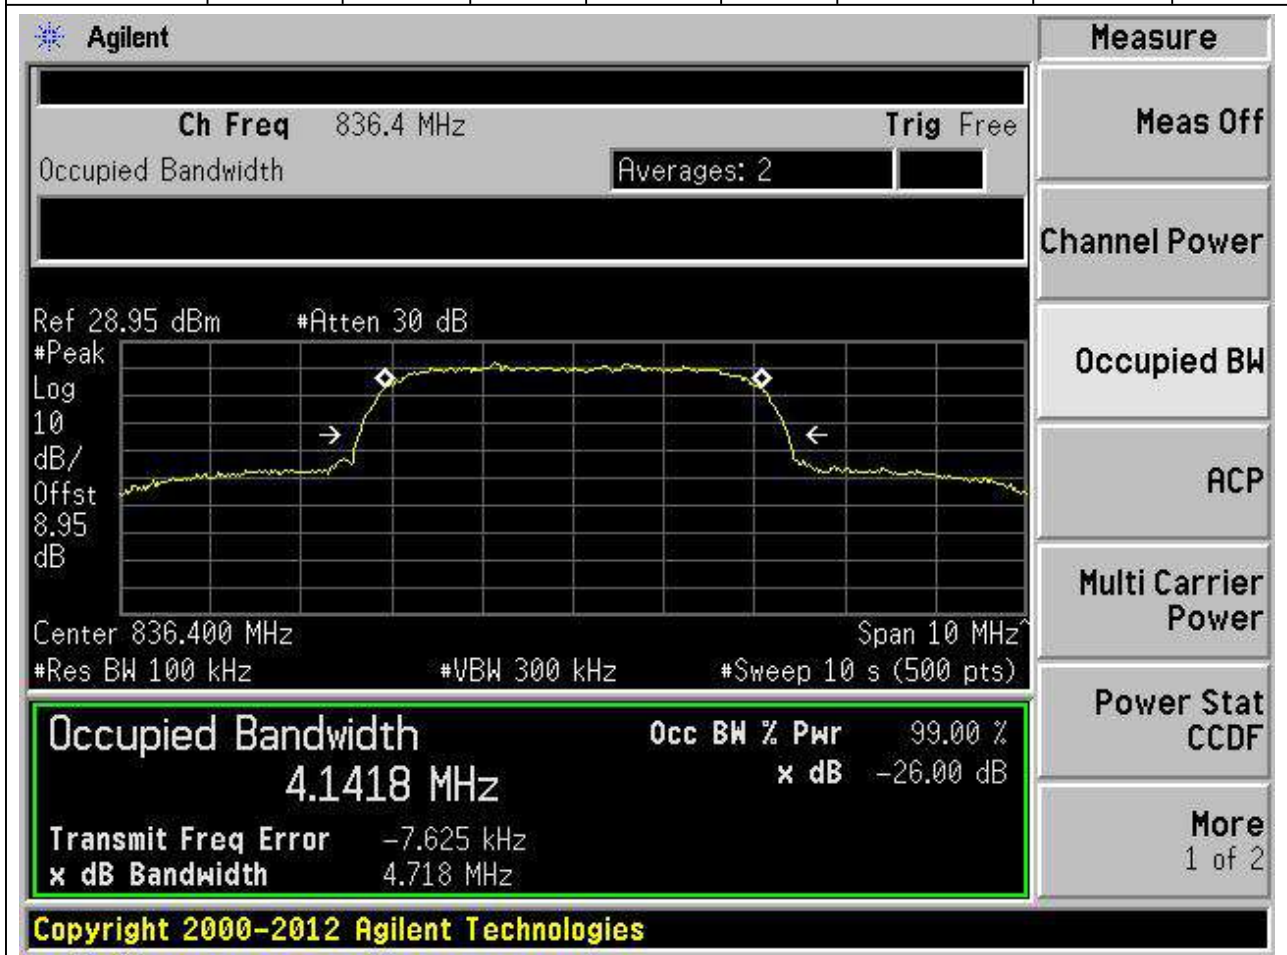 Agilent
Measure
Ch Freq 836.4 MHz Trig Free
Meas Off
Occupied Bandwidth Averages: 2
Channel Power
Ref 28.95 dBm #Atten 30 dB
#Peak
Log
10
dB/
Offst
8.95
dB
Occupied BW
ACP
Multi Carrier
Power
Center 836.400 MHz Span 10 MHz^
#Res BW 100 kHz #VBW 300 kHz #Sweep 10 s (500 pts)
Power Stat
CCDF
Occupied Bandwidth Occ BW % Pwr 99.00 %
4.1418 MHz x dB -26.00 dB
Transmit Freq Error -7.625 kHz
x dB Bandwidth 4.718 MHz
More
1 of 2
Copyright 2000-2012 Agilent Technologies